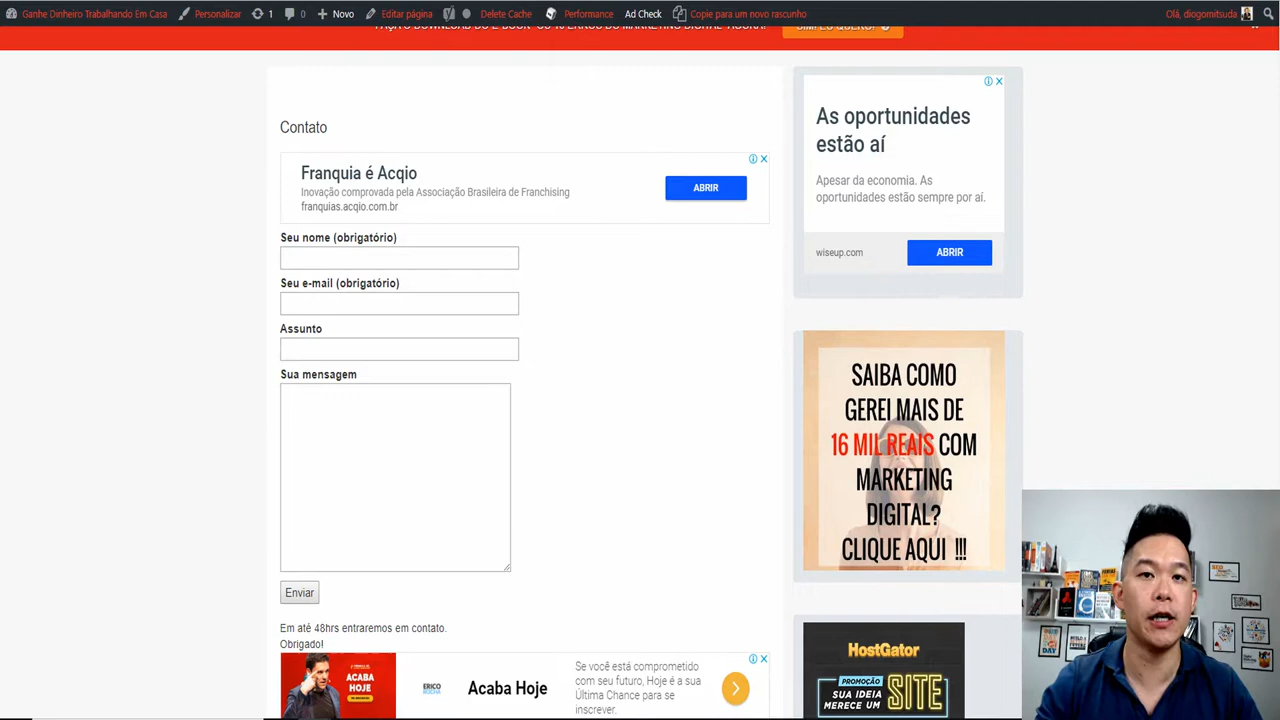 Ganhe Dinheiro Trabalhando Em Casa Personalizar 1 0 Novo Editar página Delete Cache Performance Ad Check Copie para um novo rascunho Olá, diogomitsuda
Contato
Franquia é Acqio
Inovação comprovada pela Associação Brasileira de Franchising
franquias.acqio.com.br
ABRIR
Seu nome (obrigatório)
Seu e-mail (obrigatório)
Assunto
Sua mensagem
Enviar
Em até 48hrs entraremos em contato.
Obrigado!
ACABA
HOJE
ERICO
ROCHA
Acaba Hoje
Se você está comprometido
com seu futuro, Hoje é a sua
Última Chance para se
inscrever.
As oportunidades
estão aí
Apesar da economia. As
oportunidades estão sempre por aí.
wiseup.com
ABRIR
SAIBA COMO
GEREI MAIS DE
16 MIL REAIS COM
MARKETING
DIGITAL?
CLIQUE AQUI !!!
HostGator
PROMOÇÃO
SUA IDEIA
MERECE UM
SITE